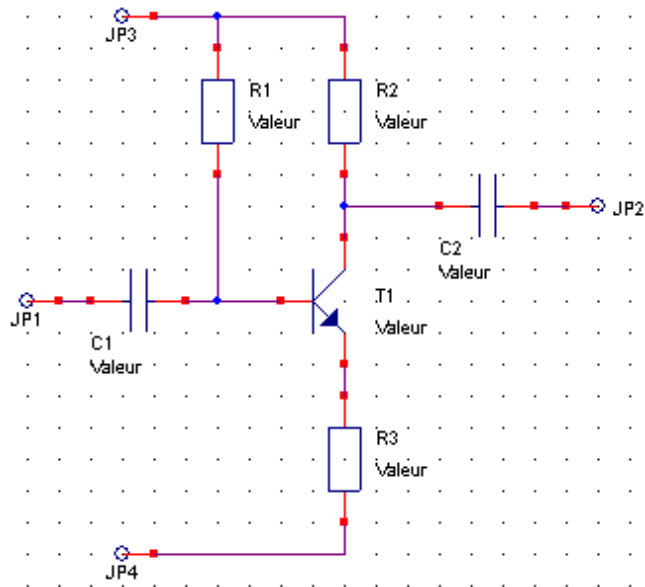 JP3
R1
Valeur
R2
Valeur
JP2
C2
Valeur
JP1
C1
Valeur
T1
Valeur
R3
Valeur
JP4